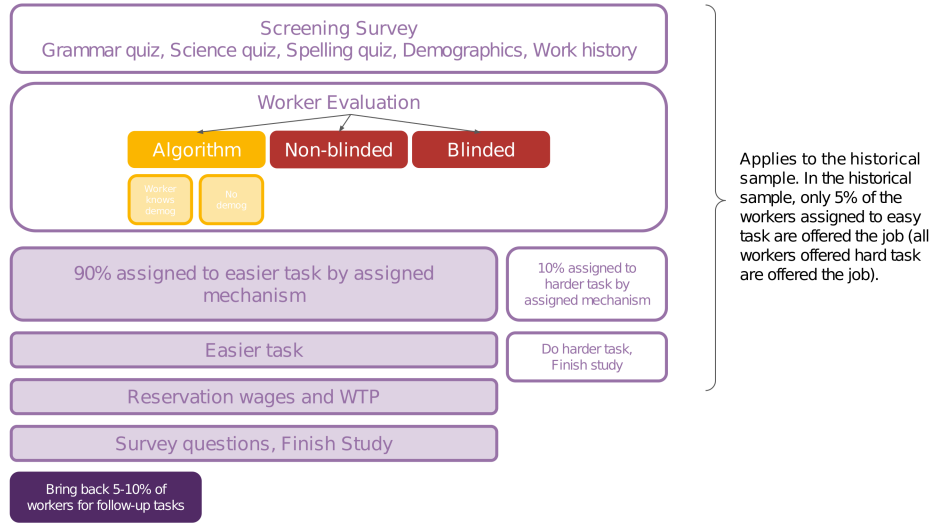 Screening Survey
Grammar quiz, Science quiz, Spelling quiz, Demographics, Work history
Worker Evaluation
Algorithm
Non-blinded
Blinded
Worker
knows
demog
No
demog
90% assigned to easier task by assigned
mechanism
10% assigned to
harder task by
assigned mechanism
Easier task
Do harder task,
Finish study
Reservation wages and WTP
Survey questions, Finish Study
Bring back 5-10% of
workers for follow-up tasks
Applies to the historical
sample. In the historical
sample, only 5% of the
workers assigned to easy
task are offered the job (all
workers offered hard task
are offered the job).